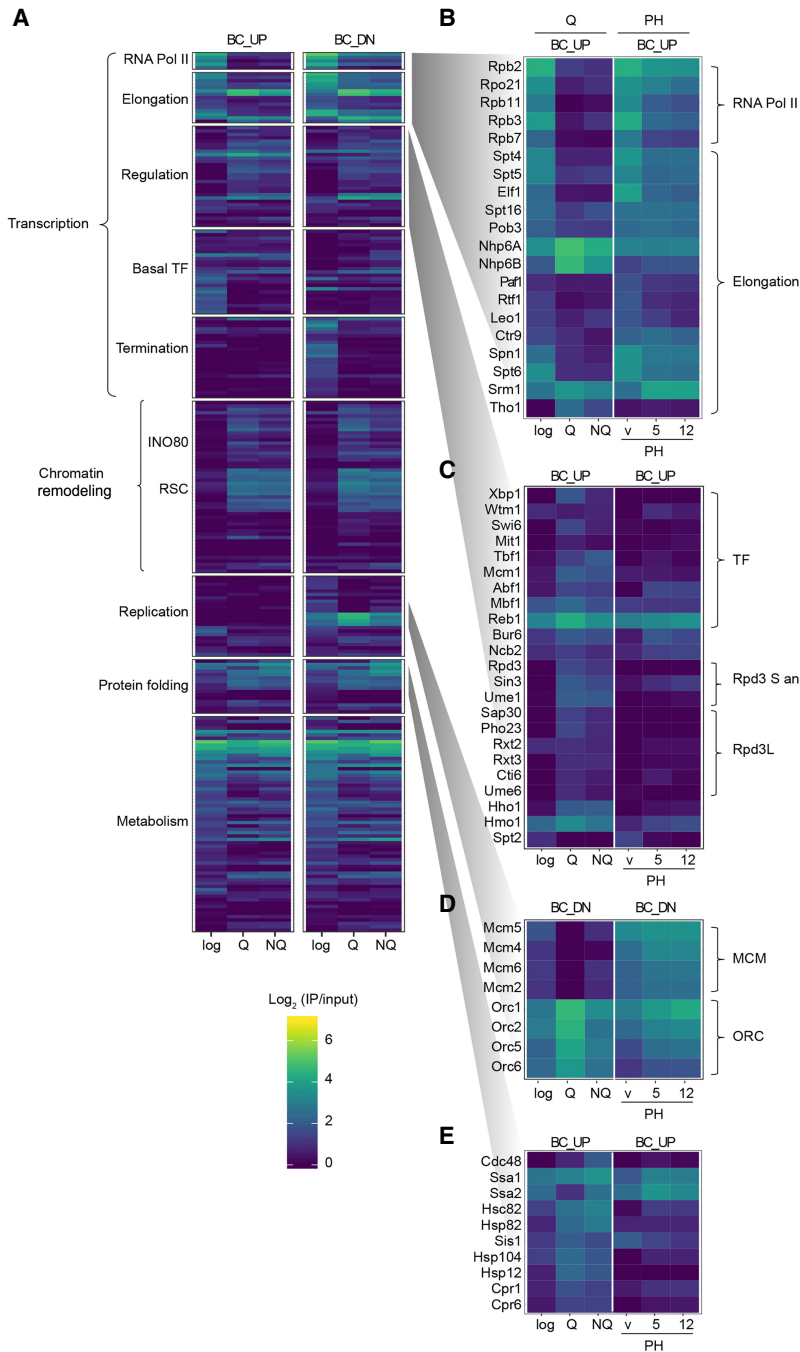 A
BC_UP BC_DN
Transcription
RNA Pol II
Elongation
Regulation
Basal TF
Termination
Chromatin
remodeling
INO80
RSC
Replication
Protein folding
Metabolism
log Q NQ log Q NQ
Log2 (IP/input)
6
4
2
0
B
Q PH
BC_UP BC_UP
Rpb2
Rpo21
Rpb11
Rpb3
Rpb7
Spt4
Spt5
Elf1
Spt16
Pob3
Nhp6A
Nhp6B
Paf1
Rtf1
Leo1
Ctr9
Spn1
Spt6
Srm1
Tho1
RNA Pol II
Elongation
log Q NQ v 5 12
PH
C
BC_UP BC_UP
Xbp1
Wtm1
Swi6
Mit1
Tbf1
Mcm1
Abf1
Mbf1
Reb1
Bur6
Ncb2
Rpd3
Sin3
Ume1
Sap30
Pho23
Rxt2
Rxt3
Cti6
Ume6
Hho1
Hmo1
Spt2
TF
Rpd3 S an
Rpd3L
log Q NQ v 5 12
PH
D
BC_DN BC_DN
Mcm5
Mcm4
Mcm6
Mcm2
Orc1
Orc2
Orc5
Orc6
MCM
ORC
log Q NQ v 5 12
PH
E
BC_UP BC_UP
Cdc48
Ssa1
Ssa2
Hsc82
Hsp82
Sis1
Hsp104
Hsp12
Cpr1
Cpr6
log Q NQ v 5 12
PH